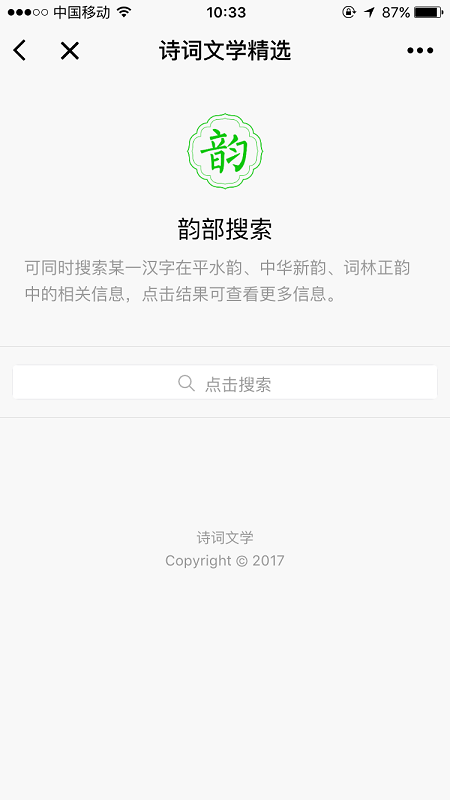 中国移动 10:33 87%
诗词文学精选
韵
韵部搜索
可同时搜索某一汉字在平水韵、中华新韵、词林正韵
中的相关信息，点击结果可查看更多信息。
点击搜索
诗词文学
Copyright © 2017